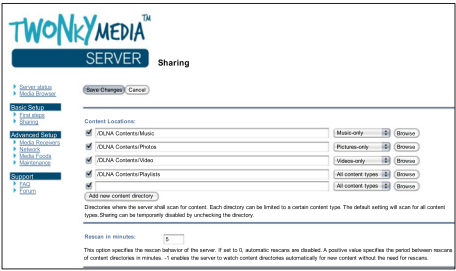 TWONKYMEDIA™
SERVER Sharing
Server status
Media Browser
Save Changes Cancel
Basic Setup
First steps
Sharing
Advanced Setup
Media Receivers
Network
Media Feeds
Maintenance
Support
FAQ
Forum
Content Locations:
/DLNA Contents/Music Music-only Browse
/DLNA Contents/Photos Pictures-only Browse
/DLNA Contents/Video Videos-only Browse
/DLNA Contents/Playlists All content types Browse
All content types Browse
Add new content directory
Directories where the server shall scan for content. Each directory can be limited to a certain content type. The default setting will scan for all content
types.Sharing can be temporarily disabled by unchecking the directory.
Rescan in minutes: 5
This option specifies the rescan behavior of the server. If set to 0, automatic rescans are disabled. A positive value specifies the period between rescans
of content directories in minutes. -1 enables the server to watch content directories automatically for new content without the need for rescans.